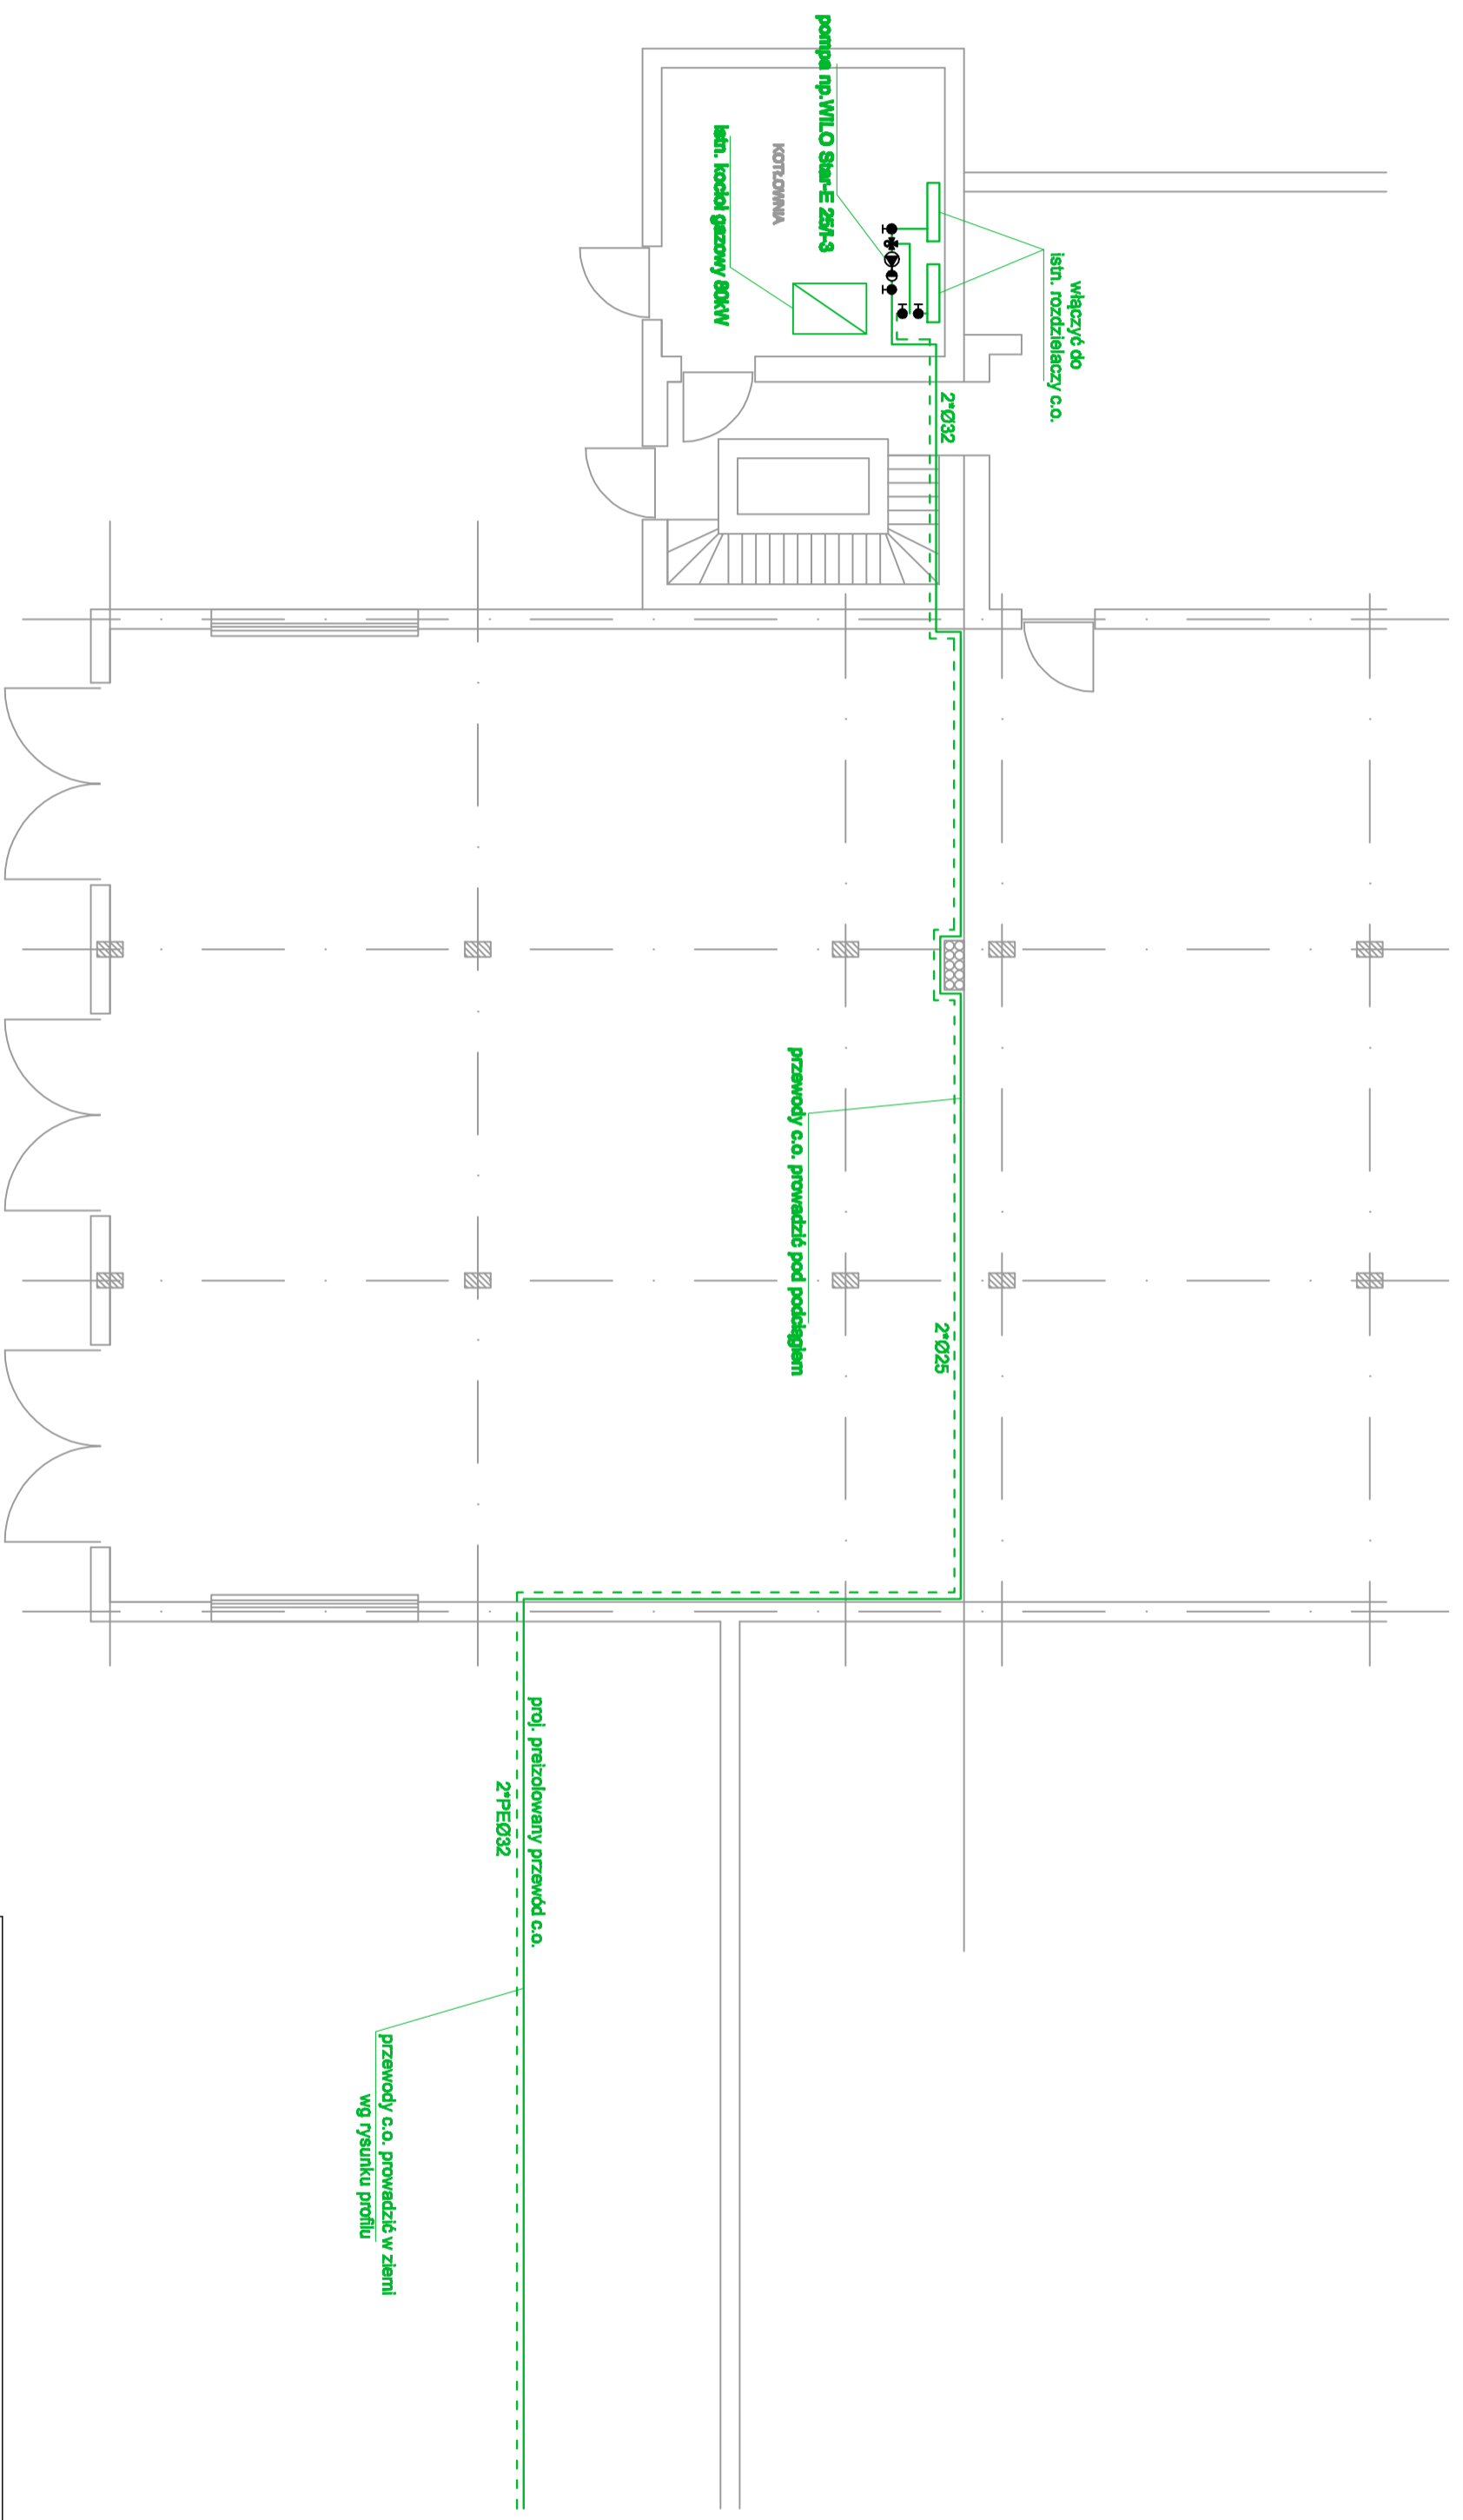 pompa np.WILO Star-E 25/1-3
istn. kocioł gazowy 80kW
KOTŁOWNIA
włączyć do
istn. rozdzielaczy c.o.
2*Ø32
przewody c.o. prowadzić pod podciągiem
2*Ø25
proj. preizolowany przewód c.o.
2*PEØ32
przewody c.o. prowadzić w ziemi
wg rysunku profilu